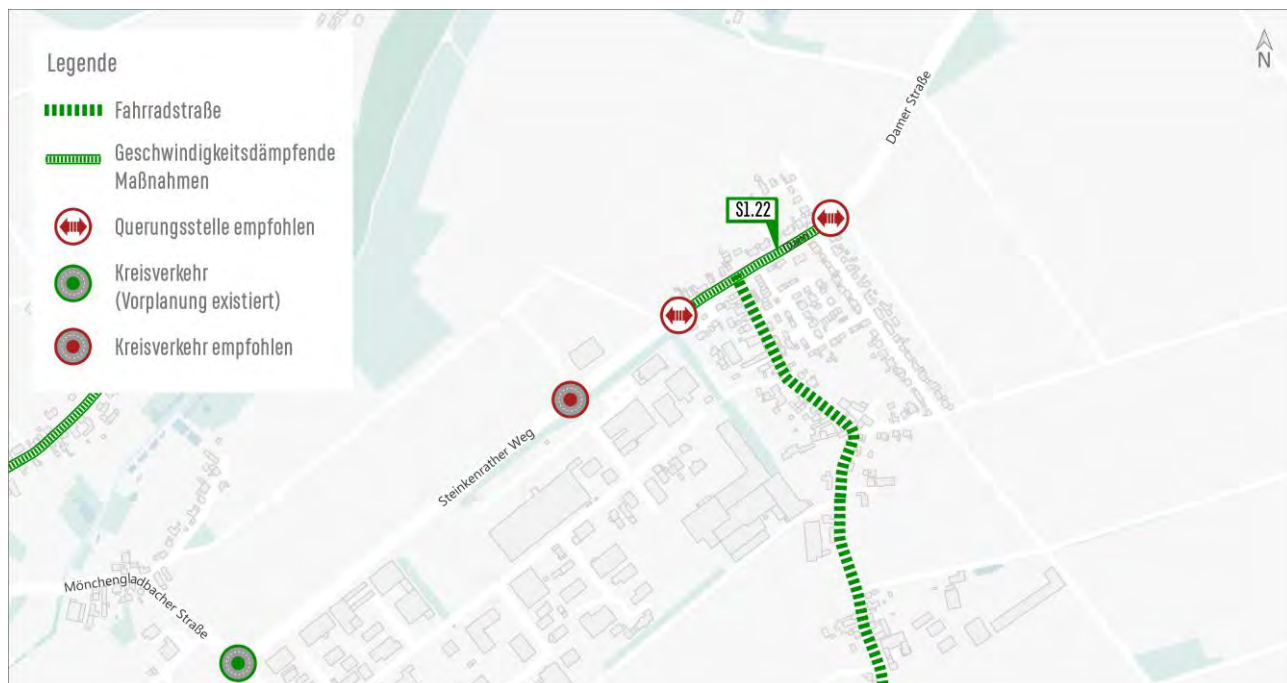 Legende
Fahrradstraße
Geschwindigkeitsdämpfende
Maßnahmen
Querungsstelle empfohlen
Kreisverkehr
(Vorplanung existiert)
Kreisverkehr empfohlen
N
Damer Straße
S1.22
Steinkenrather Weg
Mönchengladbacher Straße